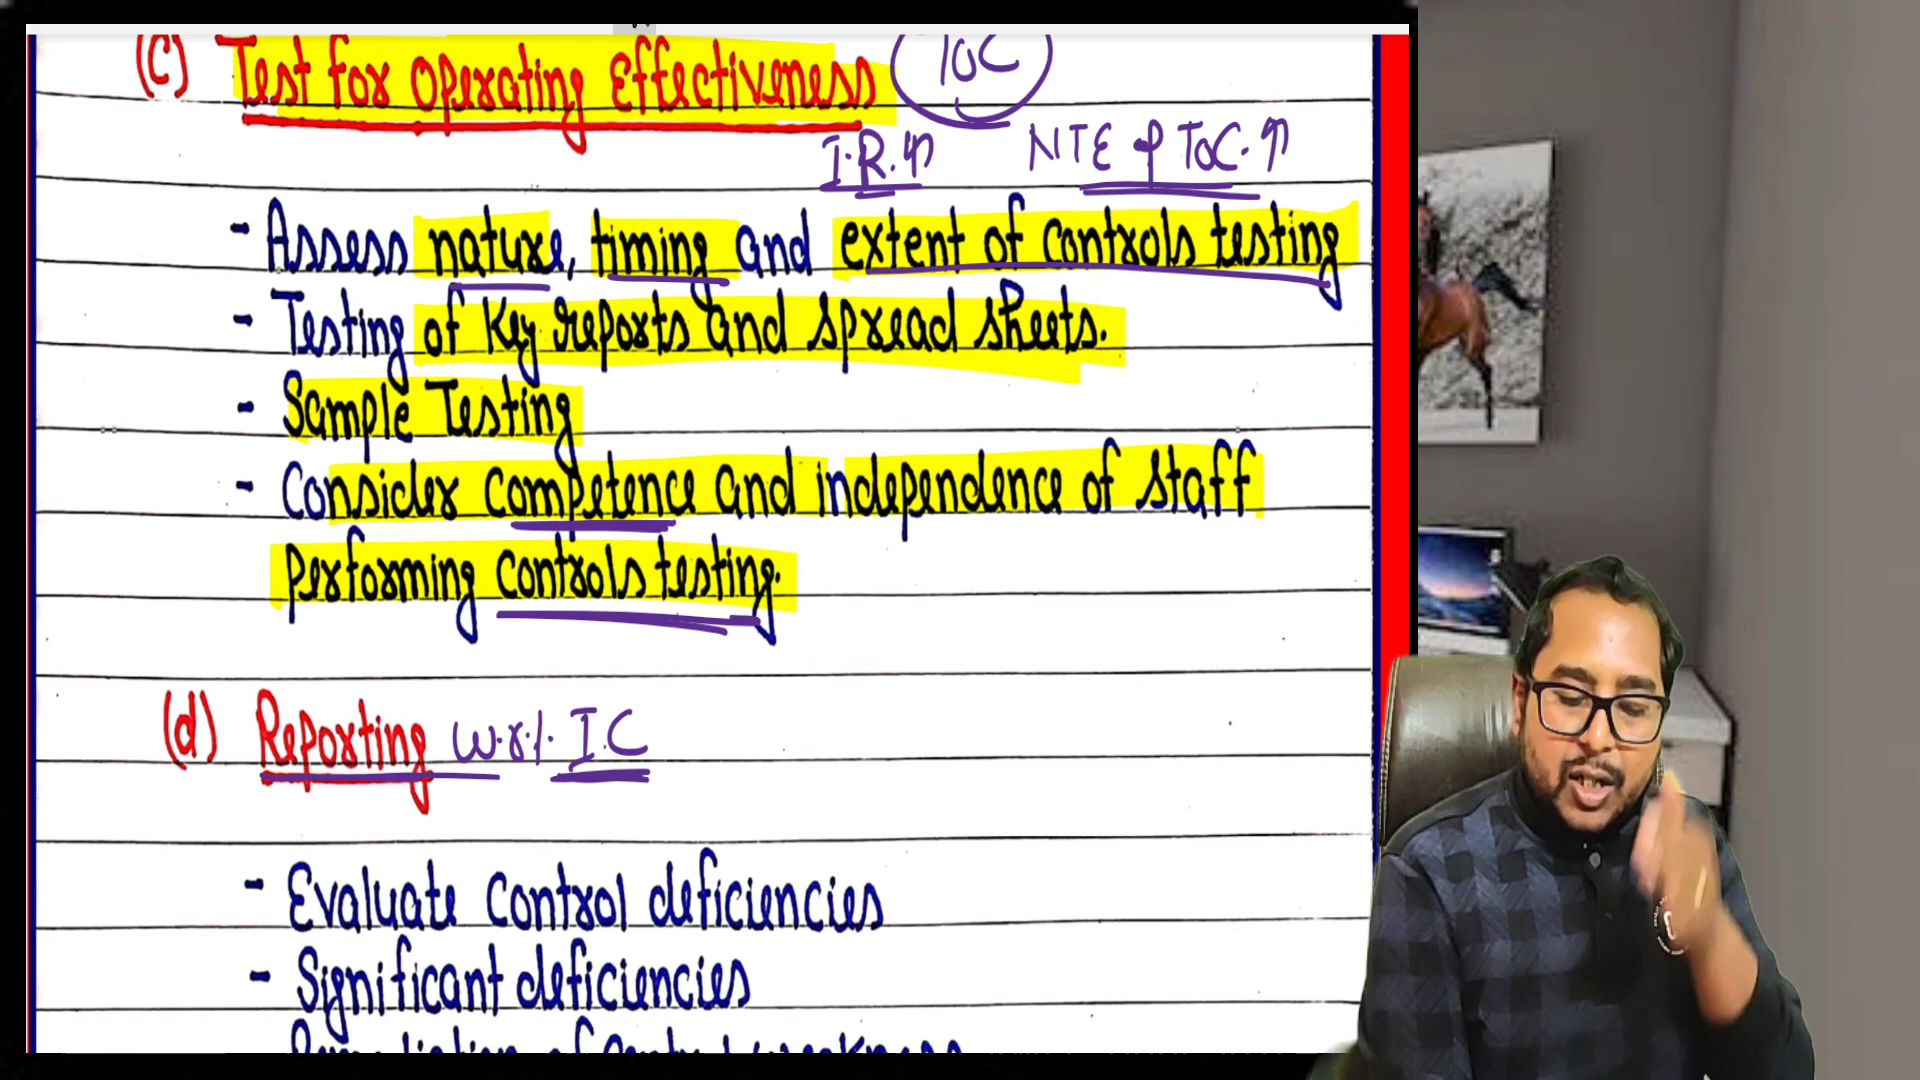 (c) Test for Operating Effectiveness ToC
I.R. ↑ NTE of ToC. ↑
- Assess nature, timing and extent of controls testing
- Testing of Key reports and spread sheets.
- Sample Testing
- Consider competence and independence of staff
performing controls testing.
(d) Reporting w.r.t. I.C
- Evaluate control deficiencies
- Significant deficiencies